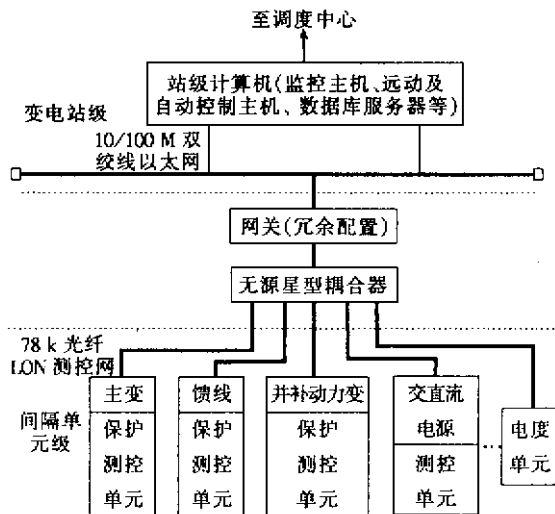 至调度中心
站级计算机(监控主机、远动及
自动控制主机、数据库服务器等)
变电站级
10/100 M 双
绞线以太网
网关(冗余配置)
无源星型耦合器
78 k 光纤
LON 测控网
间隔单
元级
主变
保护
测控
单元
馈线
保护
测控
单元
并补动力变
保护
测控
单元
交直流
电源
测控
单元
电度
单元